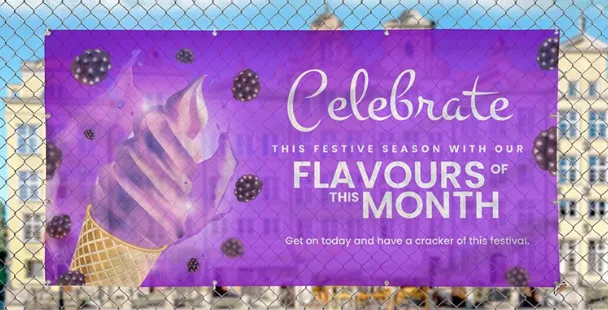 Celebrate
THIS FESTIVE SEASON WITH OUR
FLAVOURS OF
THIS MONTH
Get on today and have a cracker of this festival.